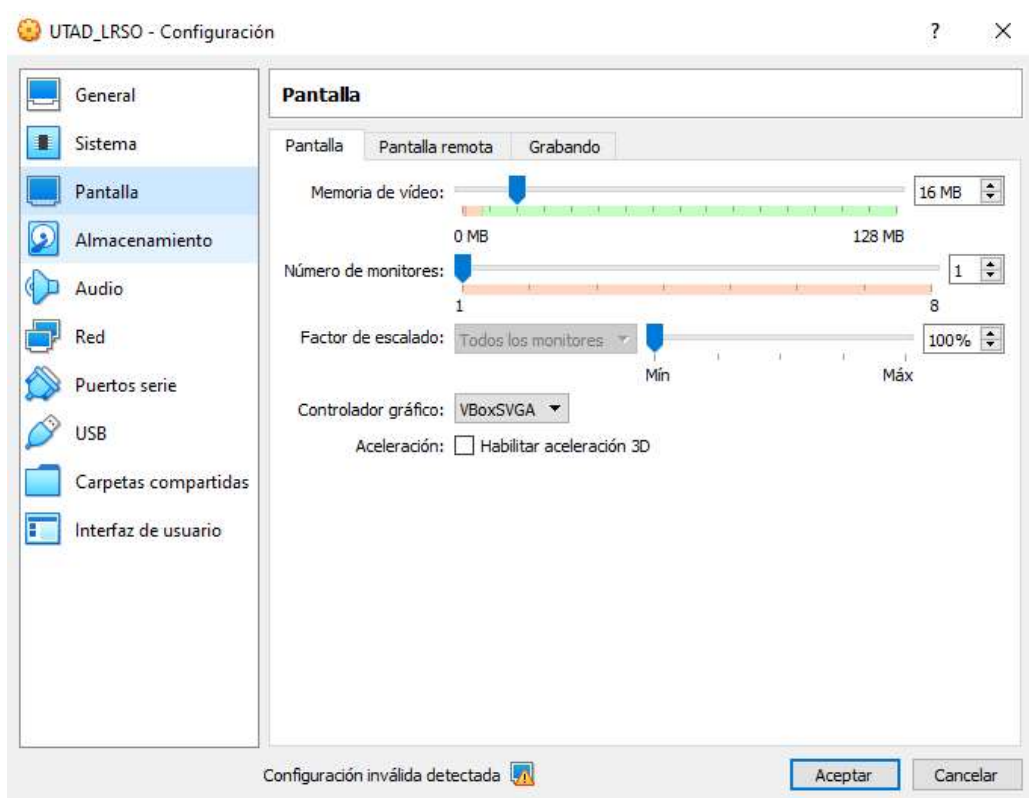 UTAD_LRSO - Configuración
?
General
Sistema
Pantalla
Almacenamiento
Audio
Red
Puertos serie
USB
Carpetas compartidas
Interfaz de usuario
Pantalla
Pantalla Pantalla remota Grabando
Memoria de vídeo: 16 MB
0 MB 128 MB
Número de monitores: 1
1 8
Factor de escalado: Todos los monitores 100%
Mín Máx
Controlador gráfico: VBoxSVGA
Aceleración: Habilitar aceleración 3D
Configuración inválida detectada Aceptar Cancelar